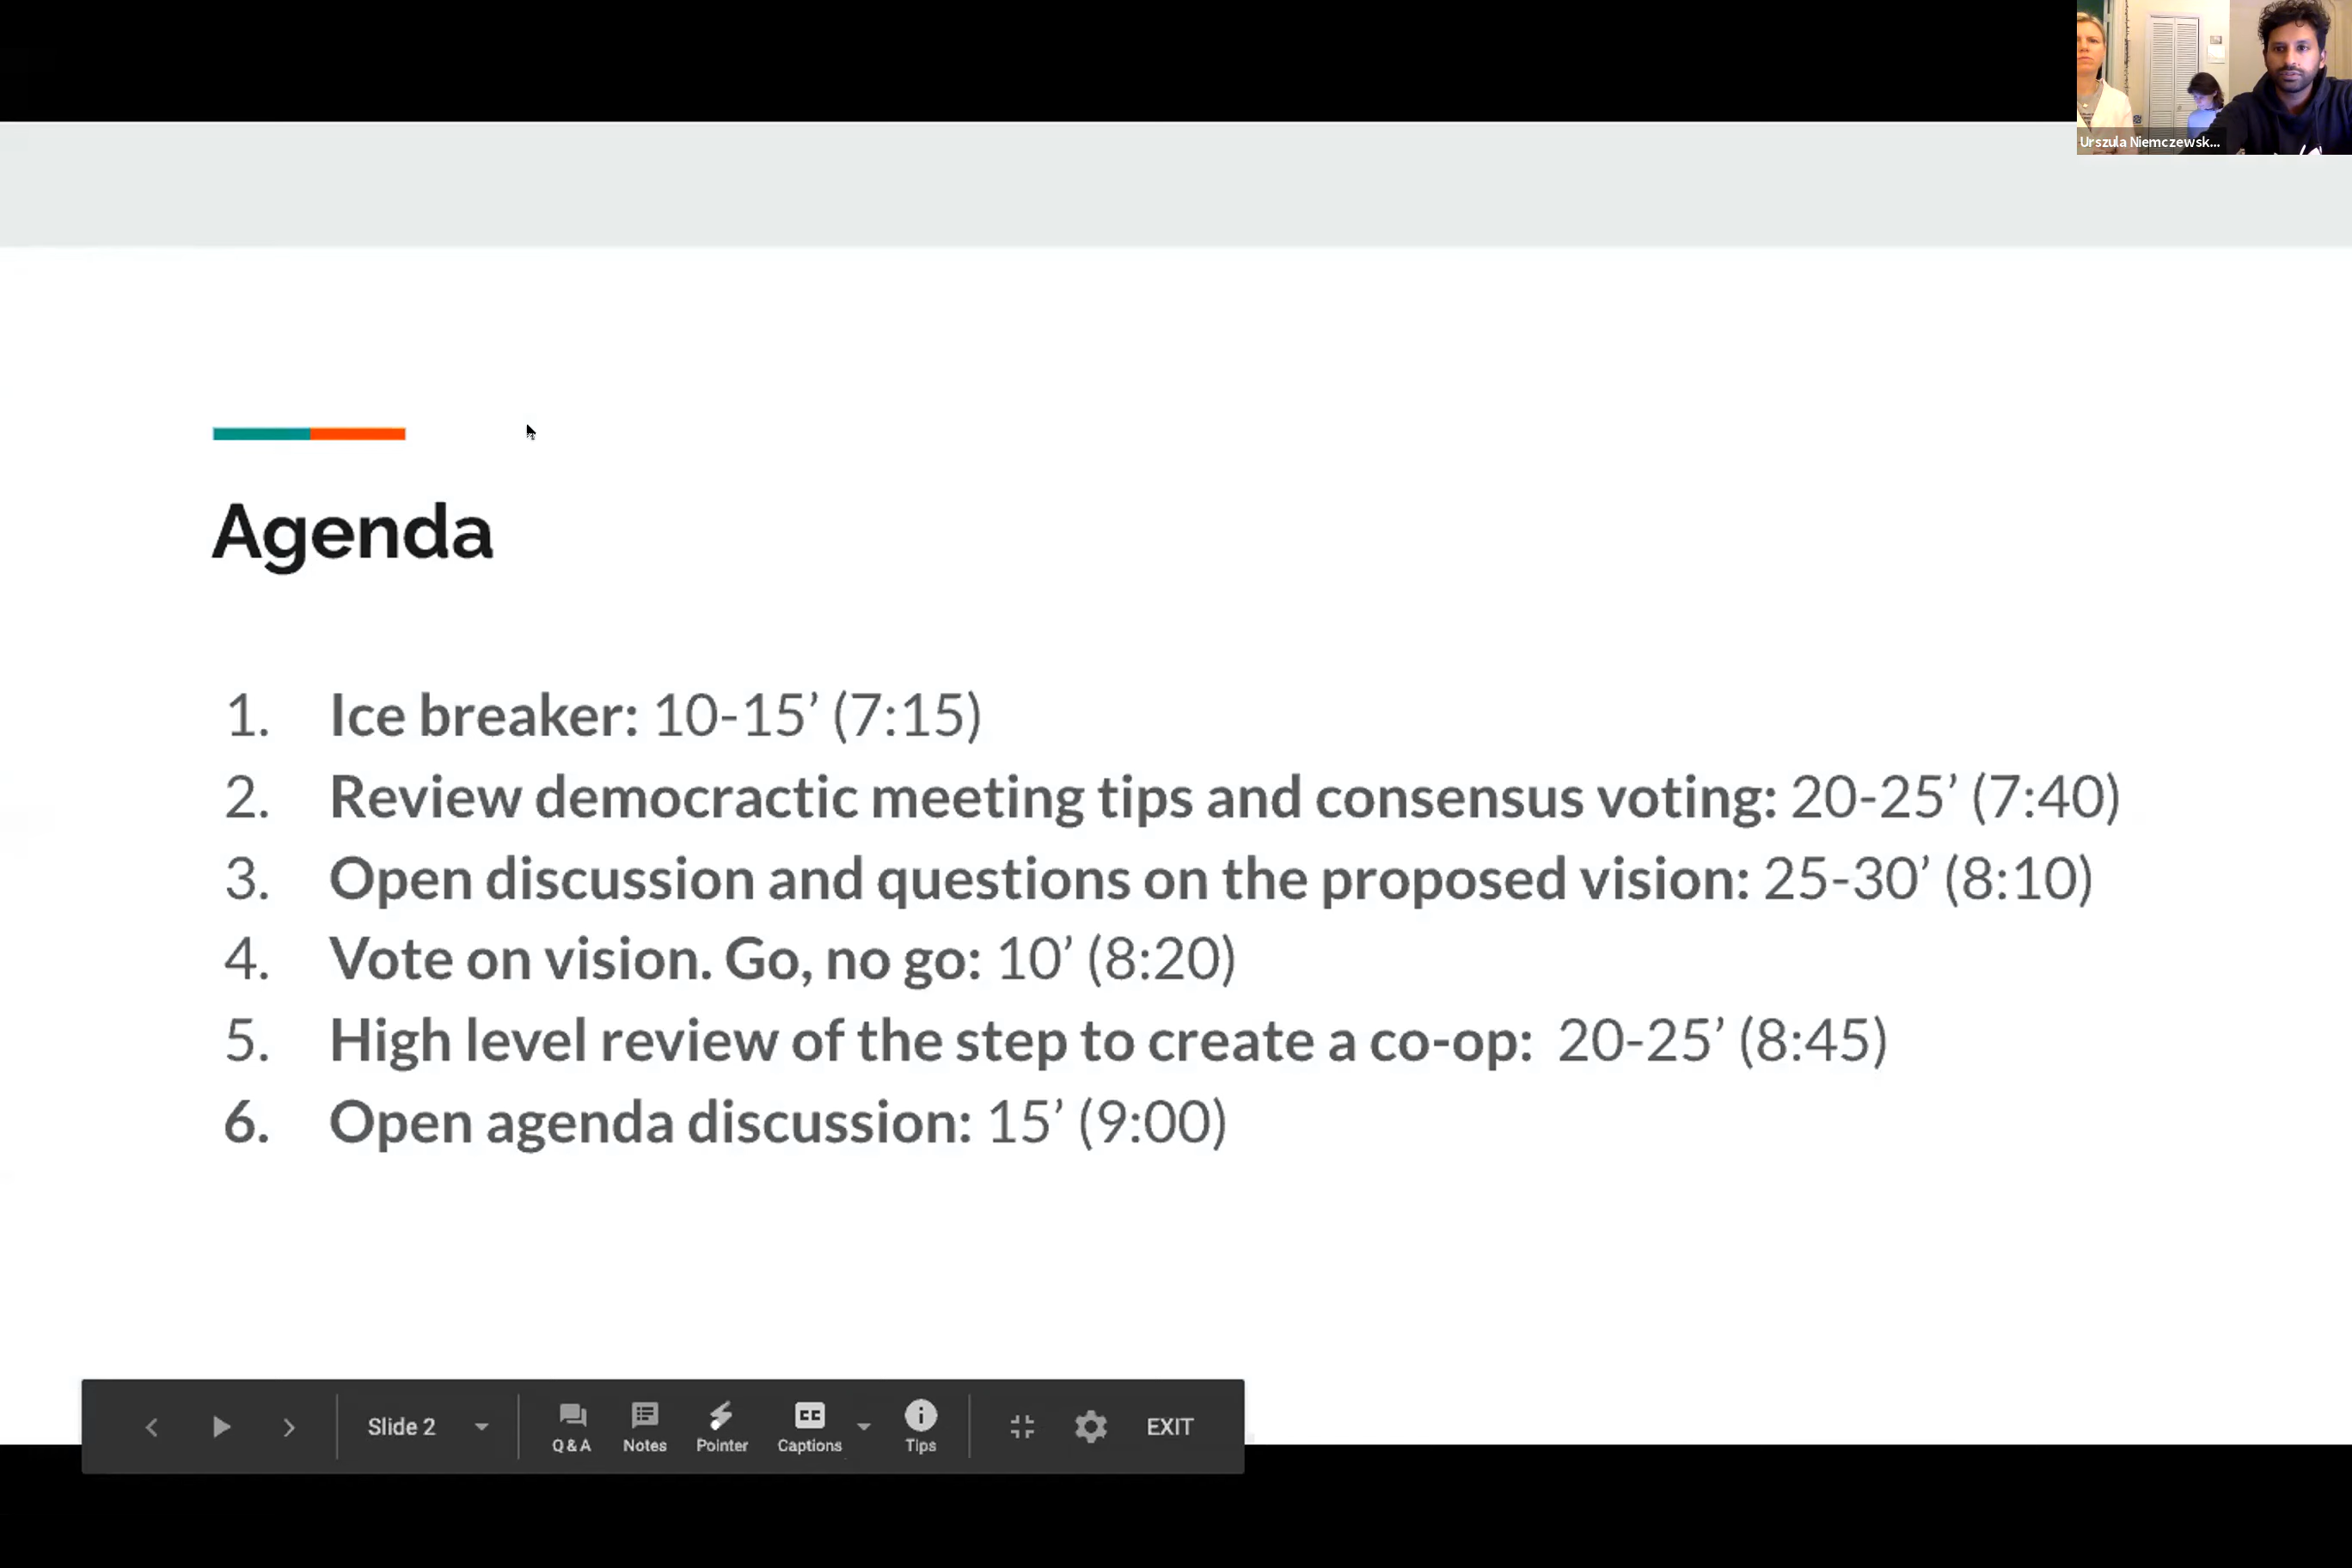 Urszula Niemczewsk...
Agenda
1. Ice breaker: 10-15’ (7:15)
2. Review democractic meeting tips and consensus voting: 20-25’ (7:40)
3. Open discussion and questions on the proposed vision: 25-30’ (8:10)
4. Vote on vision. Go, no go: 10’ (8:20)
5. High level review of the step to create a co-op: 20-25’ (8:45)
6. Open agenda discussion: 15’ (9:00)
Slide 2
Q & A
Notes
Pointer
CC
Captions
Tips
EXIT